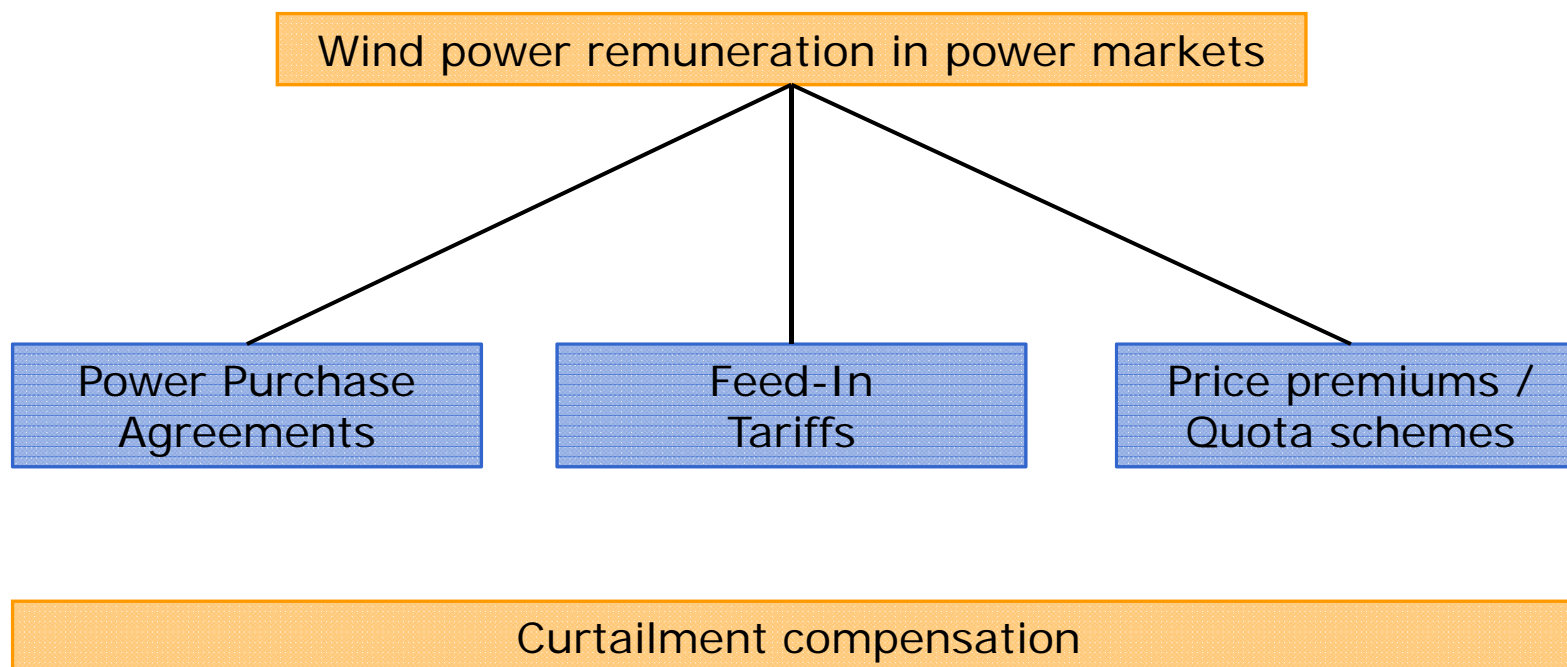 Wind power remuneration in power markets
Power Purchase
Agreements
Feed-In
Tariffs
Price premiums /
Quota schemes
Curtailment compensation